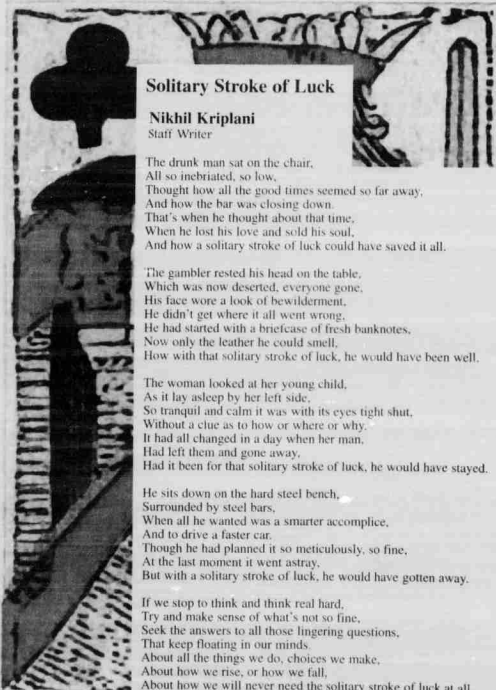 Solitary Stroke of Luck
Nikhil Kriplani
Staff Writer
The drunk man sat on the chair,
All so inebriated, so low,
Thought how all the good times seemed so far away,
And how the bar was closing down.
That's when he thought about that time,
When he lost his love and sold his soul,
And how a solitary stroke of luck could have saved it all.
The gambler rested his head on the table,
Which was now deserted, everyone gone,
His face wore a look of bewilderment,
He didn't get where it all went wrong,
He had started with a briefcase of fresh banknotes,
Now only the leather he could smell,
How with that solitary stroke of luck, he would have been well.
The woman looked at her young child,
As it lay asleep by her left side,
So tranquil and calm it was with its eyes tight shut,
Without a clue as to how or where or why.
It had all changed in a day when her man,
Had left them and gone away,
Had it been for that solitary stroke of luck, he would have stayed.
He sits down on the hard steel bench,
Surrounded by steel bars,
When all he wanted was a smarter accomplice,
And to drive a faster car.
Though he had planned it so meticulously, so fine,
At the last moment it went astray,
But with a solitary stroke of luck, he would have gotten away.
If we stop to think and think real hard,
Try and make sense of what's not so fine,
Seek the answers to all those lingering questions,
That keep floating in our minds.
About all the things we do, choices we make,
About how we rise, or how we fall,
About how we will never need the solitary stroke of luck at all.